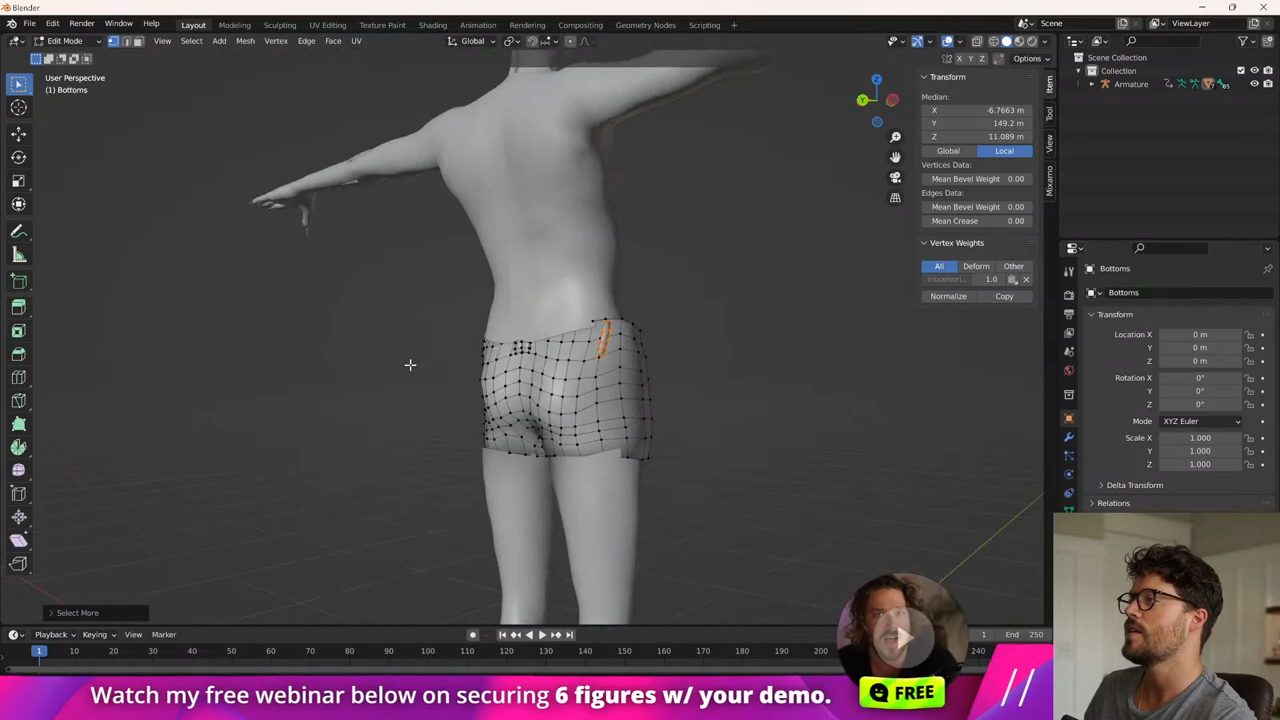 Blender
File Edit Render Window Help Layout Modeling Sculpting UV Editing Texture Paint Shading Animation Rendering Compositing Geometry Nodes Scripting + Scene ViewLayer
Edit Mode View Select Add Mesh Vertex Edge Face UV Global
X Y Z Options
User Perspective
(1) Bottoms
Transform
Median:
X -6.7663 m
Y 149.2 m
Z 11.089 m
Global Local
Vertices Data:
Mean Bevel Weight 0.00
Edges Data:
Mean Bevel Weight 0.00
Mean Crease 0.00
Vertex Weights
All Deform Other
mixamori... 1.0
Normalize Copy
Item
Tool
View
Mixamo
Z
Y
Scene Collection
Collection
Armature
Bottoms
Bottoms
Transform
Location X 0 m
Y 0 m
Z 0 m
Rotation X 0°
Y 0°
Z 0°
Mode XYZ Euler
Scale X 1.000
Y 1.000
Z 1.000
Delta Transform
Relations
Select More
Playback Keying View Marker 1 End 250
1 10 20 30 40 50 60 70 80 90 100 110 120 130 140 150 160 170 180 190 200 240
Watch my free webinar below on securing 6 figures w/ your demo.
FREE
//